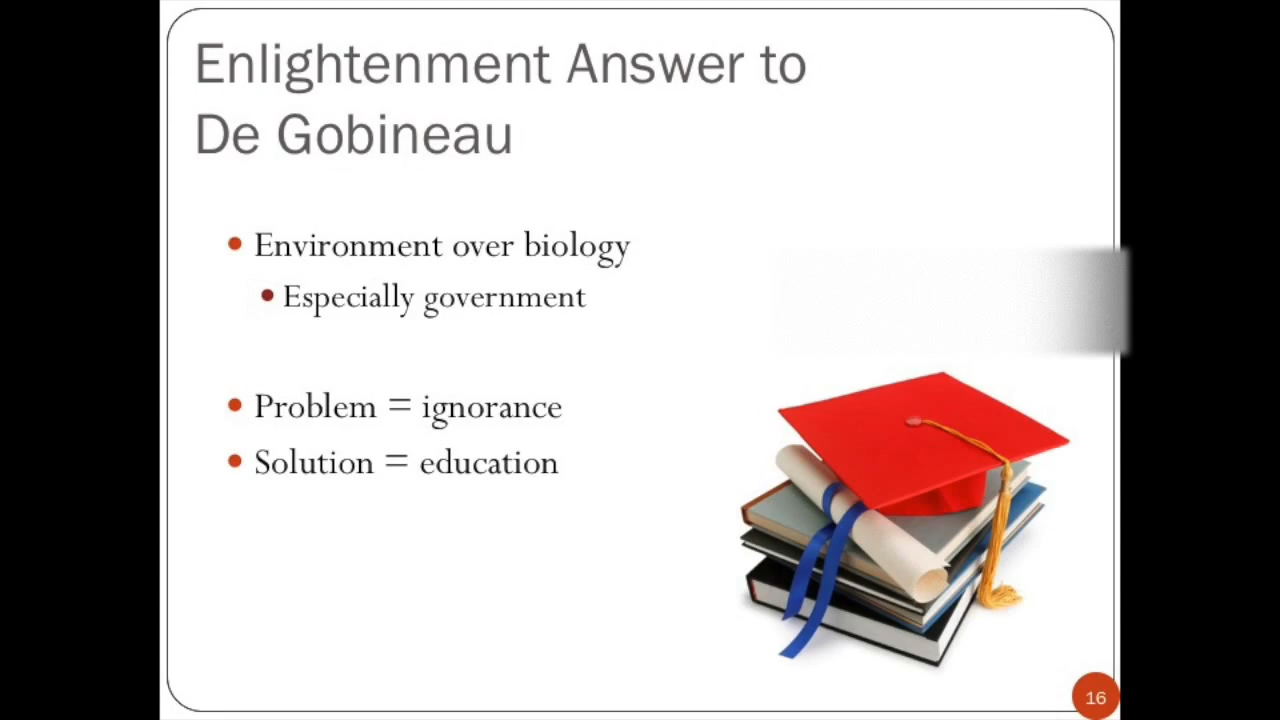 Enlightenment Answer to
De Gobineau
Environment over biology
Especially government
Problem = ignorance
Solution = education
16